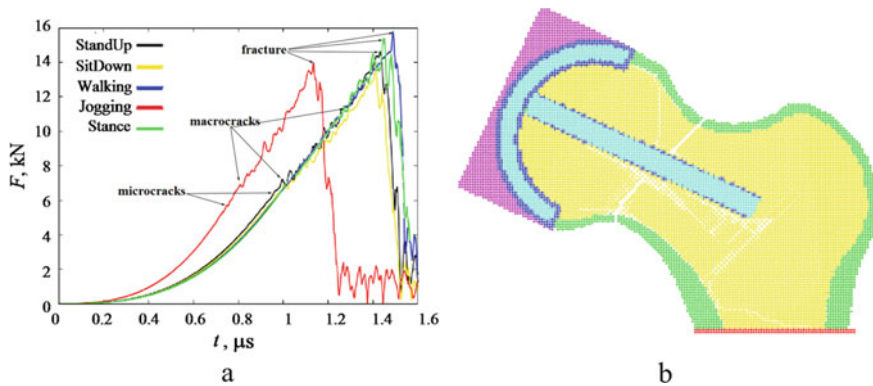 16
14
12
10
8
6
4
2
0
F, kN
StandUp
SitDown
Walking
Jogging
Stance
fracture
macrocracks
microcracks
0 0.2 0.4 0.6 0.8 1 1.2 1.4 1.6
t, μs
a
b